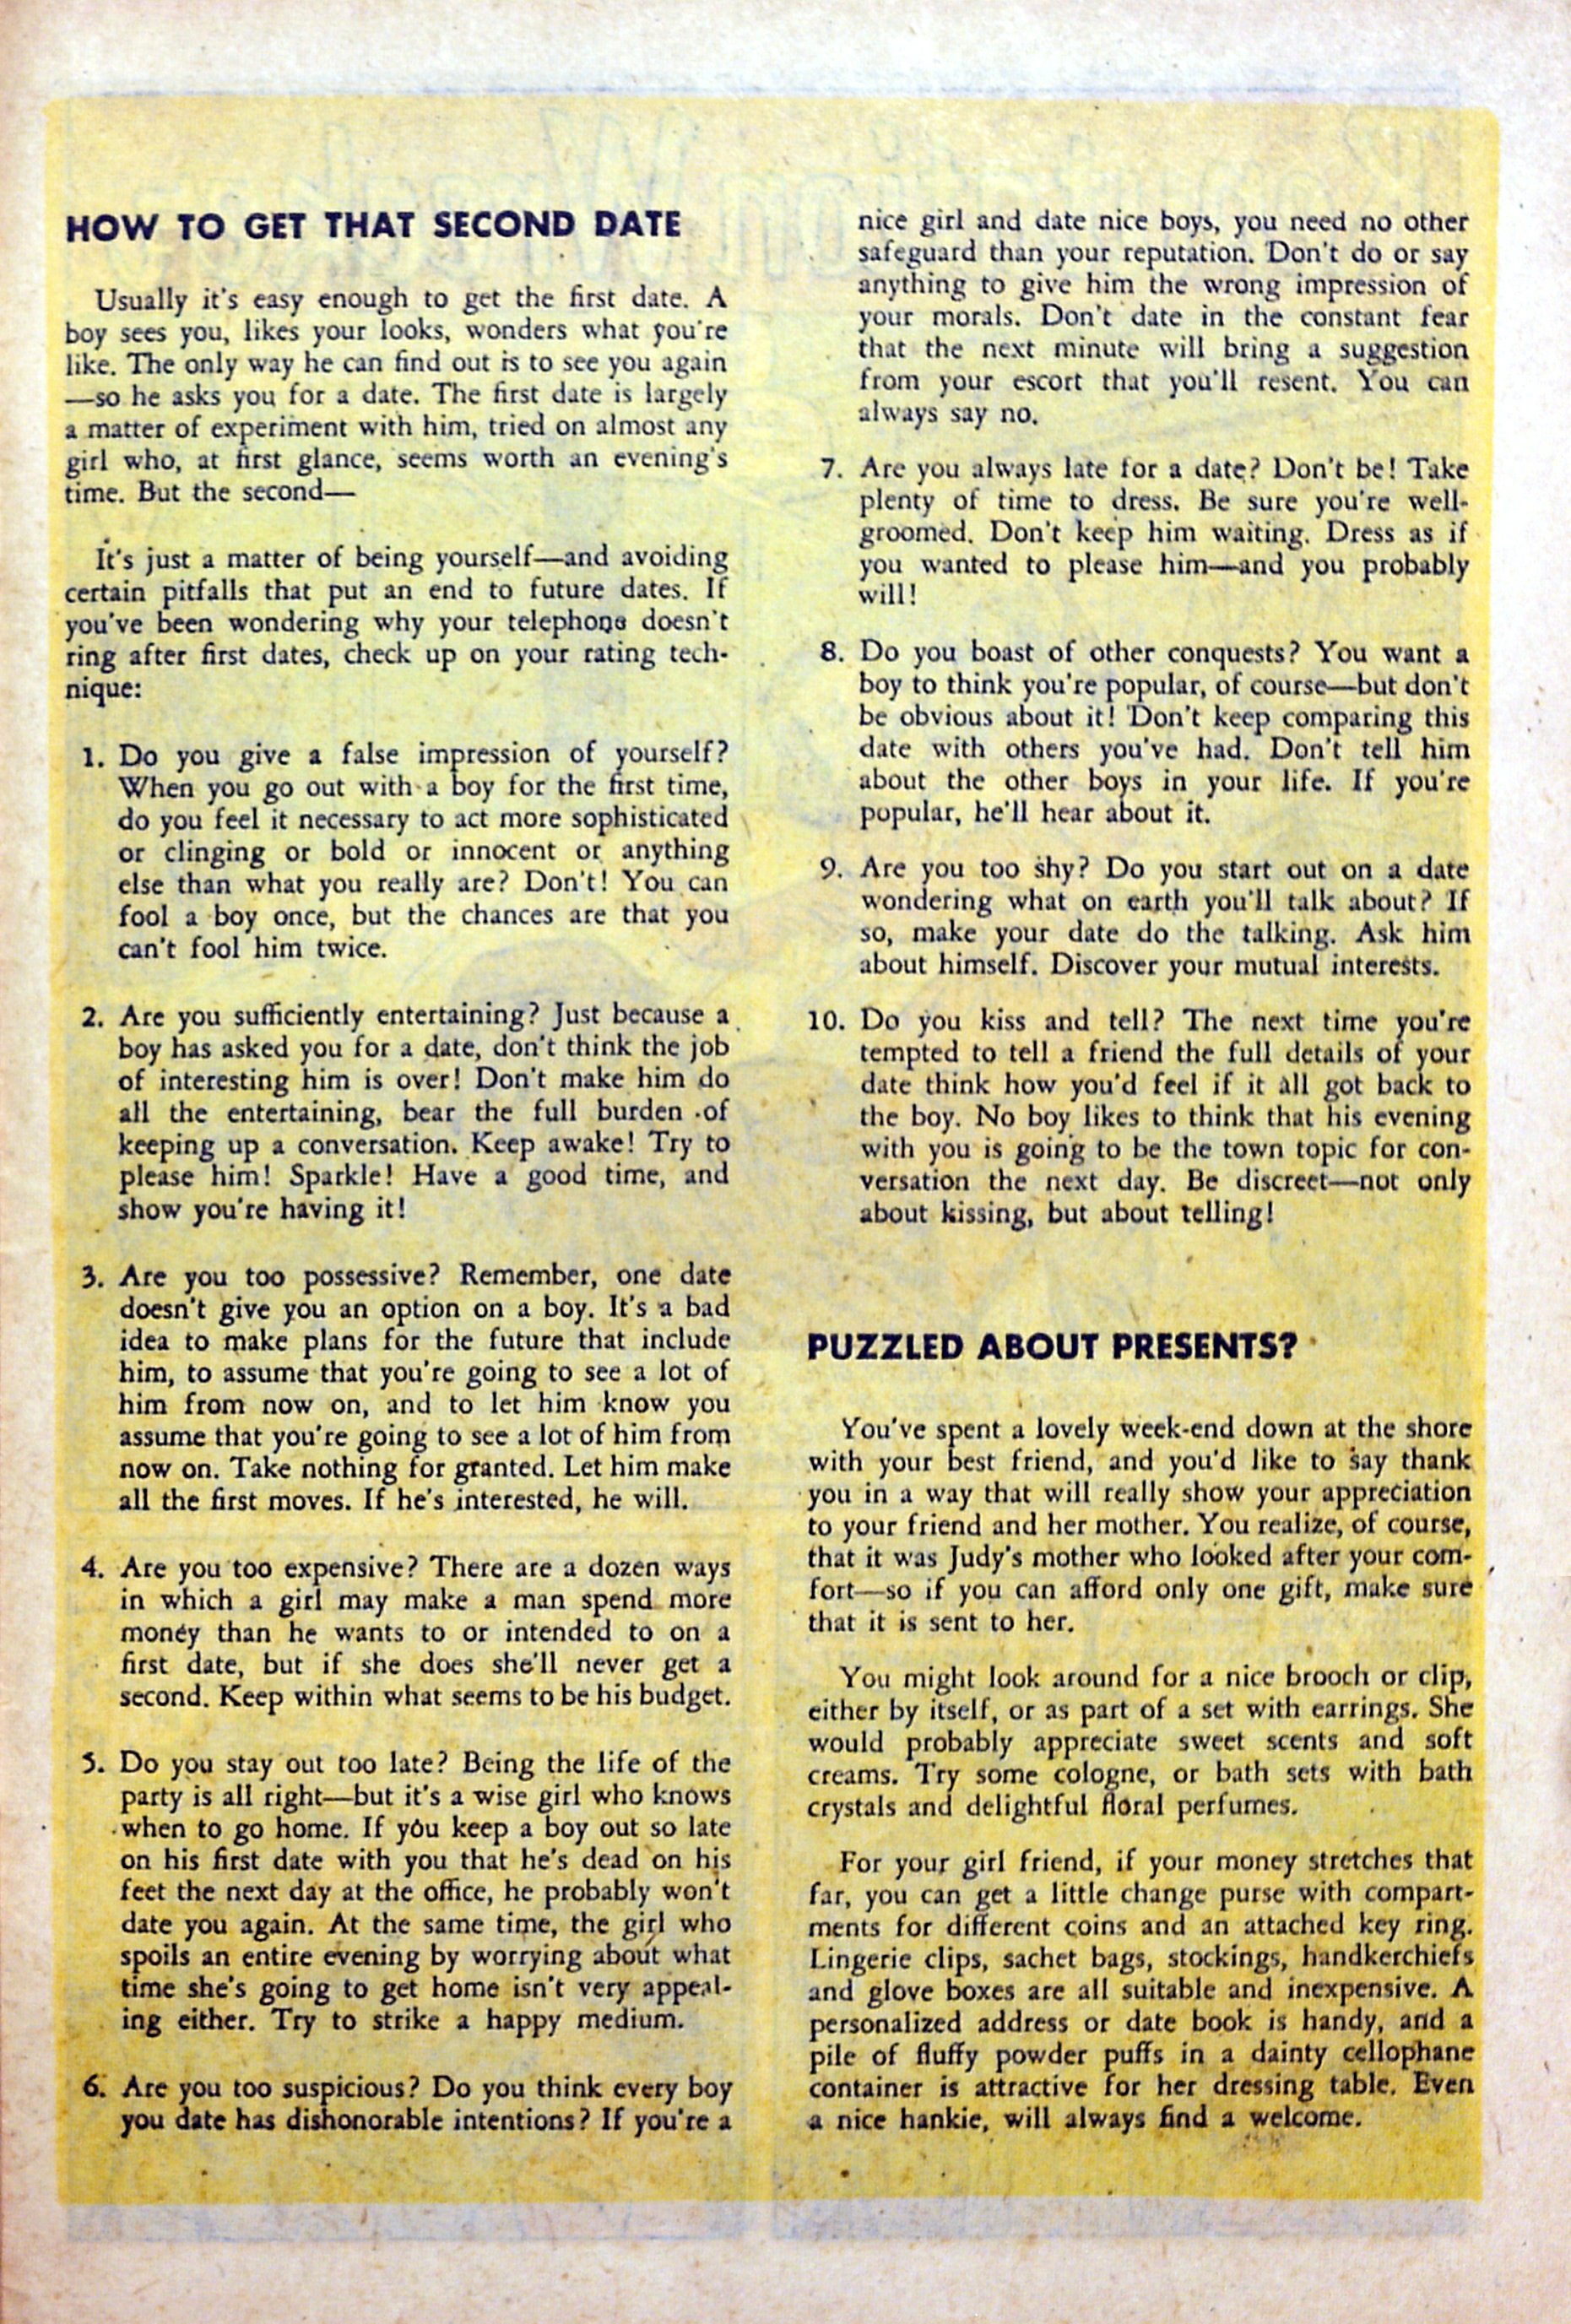 HOW TO GET THAT SECOND DATE
Usually it's easy enough to get the first date. A
boy sees you, likes your looks, wonders what you're
like. The only way he can find out is to see you again
—so he asks you for a date. The first date is largely
a matter of experiment with him, tried on almost any
girl who, at first glance, seems worth an evening's
time. But the second—
It's just a matter of being yourself—and avoiding
certain pitfalls that put an end to future dates. If
you've been wondering why your telephone doesn't
ring after first dates, check up on your rating tech-
nique:
1. Do you give a false impression of yourself?
When you go out with a boy for the first time,
do you feel it necessary to act more sophisticated
or clinging or bold or innocent or anything
else than what you really are? Don't! You can
fool a boy once, but the chances are that you
can't fool him twice.
2. Are you sufficiently entertaining? Just because a
boy has asked you for a date, don't think the job
of interesting him is over! Don't make him do
all the entertaining, bear the full burden of
keeping up a conversation. Keep awake! Try to
please him! Sparkle! Have a good time, and
show you're having it!
3. Are you too possessive? Remember, one date
doesn't give you an option on a boy. It's a bad
idea to make plans for the future that include
him, to assume that you're going to see a lot of
him from now on, and to let him know you
assume that you're going to see a lot of him from
now on. Take nothing for granted. Let him make
all the first moves. If he's interested, he will.
4. Are you too expensive? There are a dozen ways
in which a girl may make a man spend more
money than he wants to or intended to on a
first date, but if she does she'll never get a
second. Keep within what seems to be his budget.
5. Do you stay out too late? Being the life of the
party is all right—but it's a wise girl who knows
when to go home. If you keep a boy out so late
on his first date with you that he's dead on his
feet the next day at the office, he probably won't
date you again. At the same time, the girl who
spoils an entire evening by worrying about what
time she's going to get home isn't very appeal-
ing either. Try to strike a happy medium.
6. Are you too suspicious? Do you think every boy
you date has dishonorable intentions? If you're a
nice girl and date nice boys, you need no other
safeguard than your reputation. Don't do or say
anything to give him the wrong impression of
your morals. Don't date in the constant fear
that the next minute will bring a suggestion
from your escort that you'll resent. You can
always say no.
7. Are you always late for a date? Don't be! Take
plenty of time to dress. Be sure you're well-
groomed. Don't keep him waiting. Dress as if
you wanted to please him—and you probably
will!
8. Do you boast of other conquests? You want a
boy to think you're popular, of course—but don't
be obvious about it! Don't keep comparing this
date with others you've had. Don't tell him
about the other boys in your life. If you're
popular, he'll hear about it.
9. Are you too shy? Do you start out on a date
wondering what on earth you'll talk about? If
so, make your date do the talking. Ask him
about himself. Discover your mutual interests.
10. Do you kiss and tell? The next time you're
tempted to tell a friend the full details of your
date think how you'd feel if it all got back to
the boy. No boy likes to think that his evening
with you is going to be the town topic for con-
versation the next day. Be discreet—not only
about kissing, but about telling!
PUZZLED ABOUT PRESENTS?
You've spent a lovely week-end down at the shore
with your best friend, and you'd like to say thank
you in a way that will really show your appreciation
to your friend and her mother. You realize, of course,
that it was Judy's mother who looked after your com-
fort—so if you can afford only one gift, make sure
that it is sent to her.
You might look around for a nice brooch or clip,
either by itself, or as part of a set with earrings. She
would probably appreciate sweet scents and soft
creams. Try some cologne, or bath sets with bath
crystals and delightful floral perfumes.
For your girl friend, if your money stretches that
far, you can get a little change purse with compart-
ments for different coins and an attached key ring.
Lingerie clips, sachet bags, stockings, handkerchiefs
and glove boxes are all suitable and inexpensive. A
personalized address or date book is handy, and a
pile of fluffy powder puffs in a dainty cellophane
container is attractive for her dressing table. Even
a nice hankie, will always find a welcome.